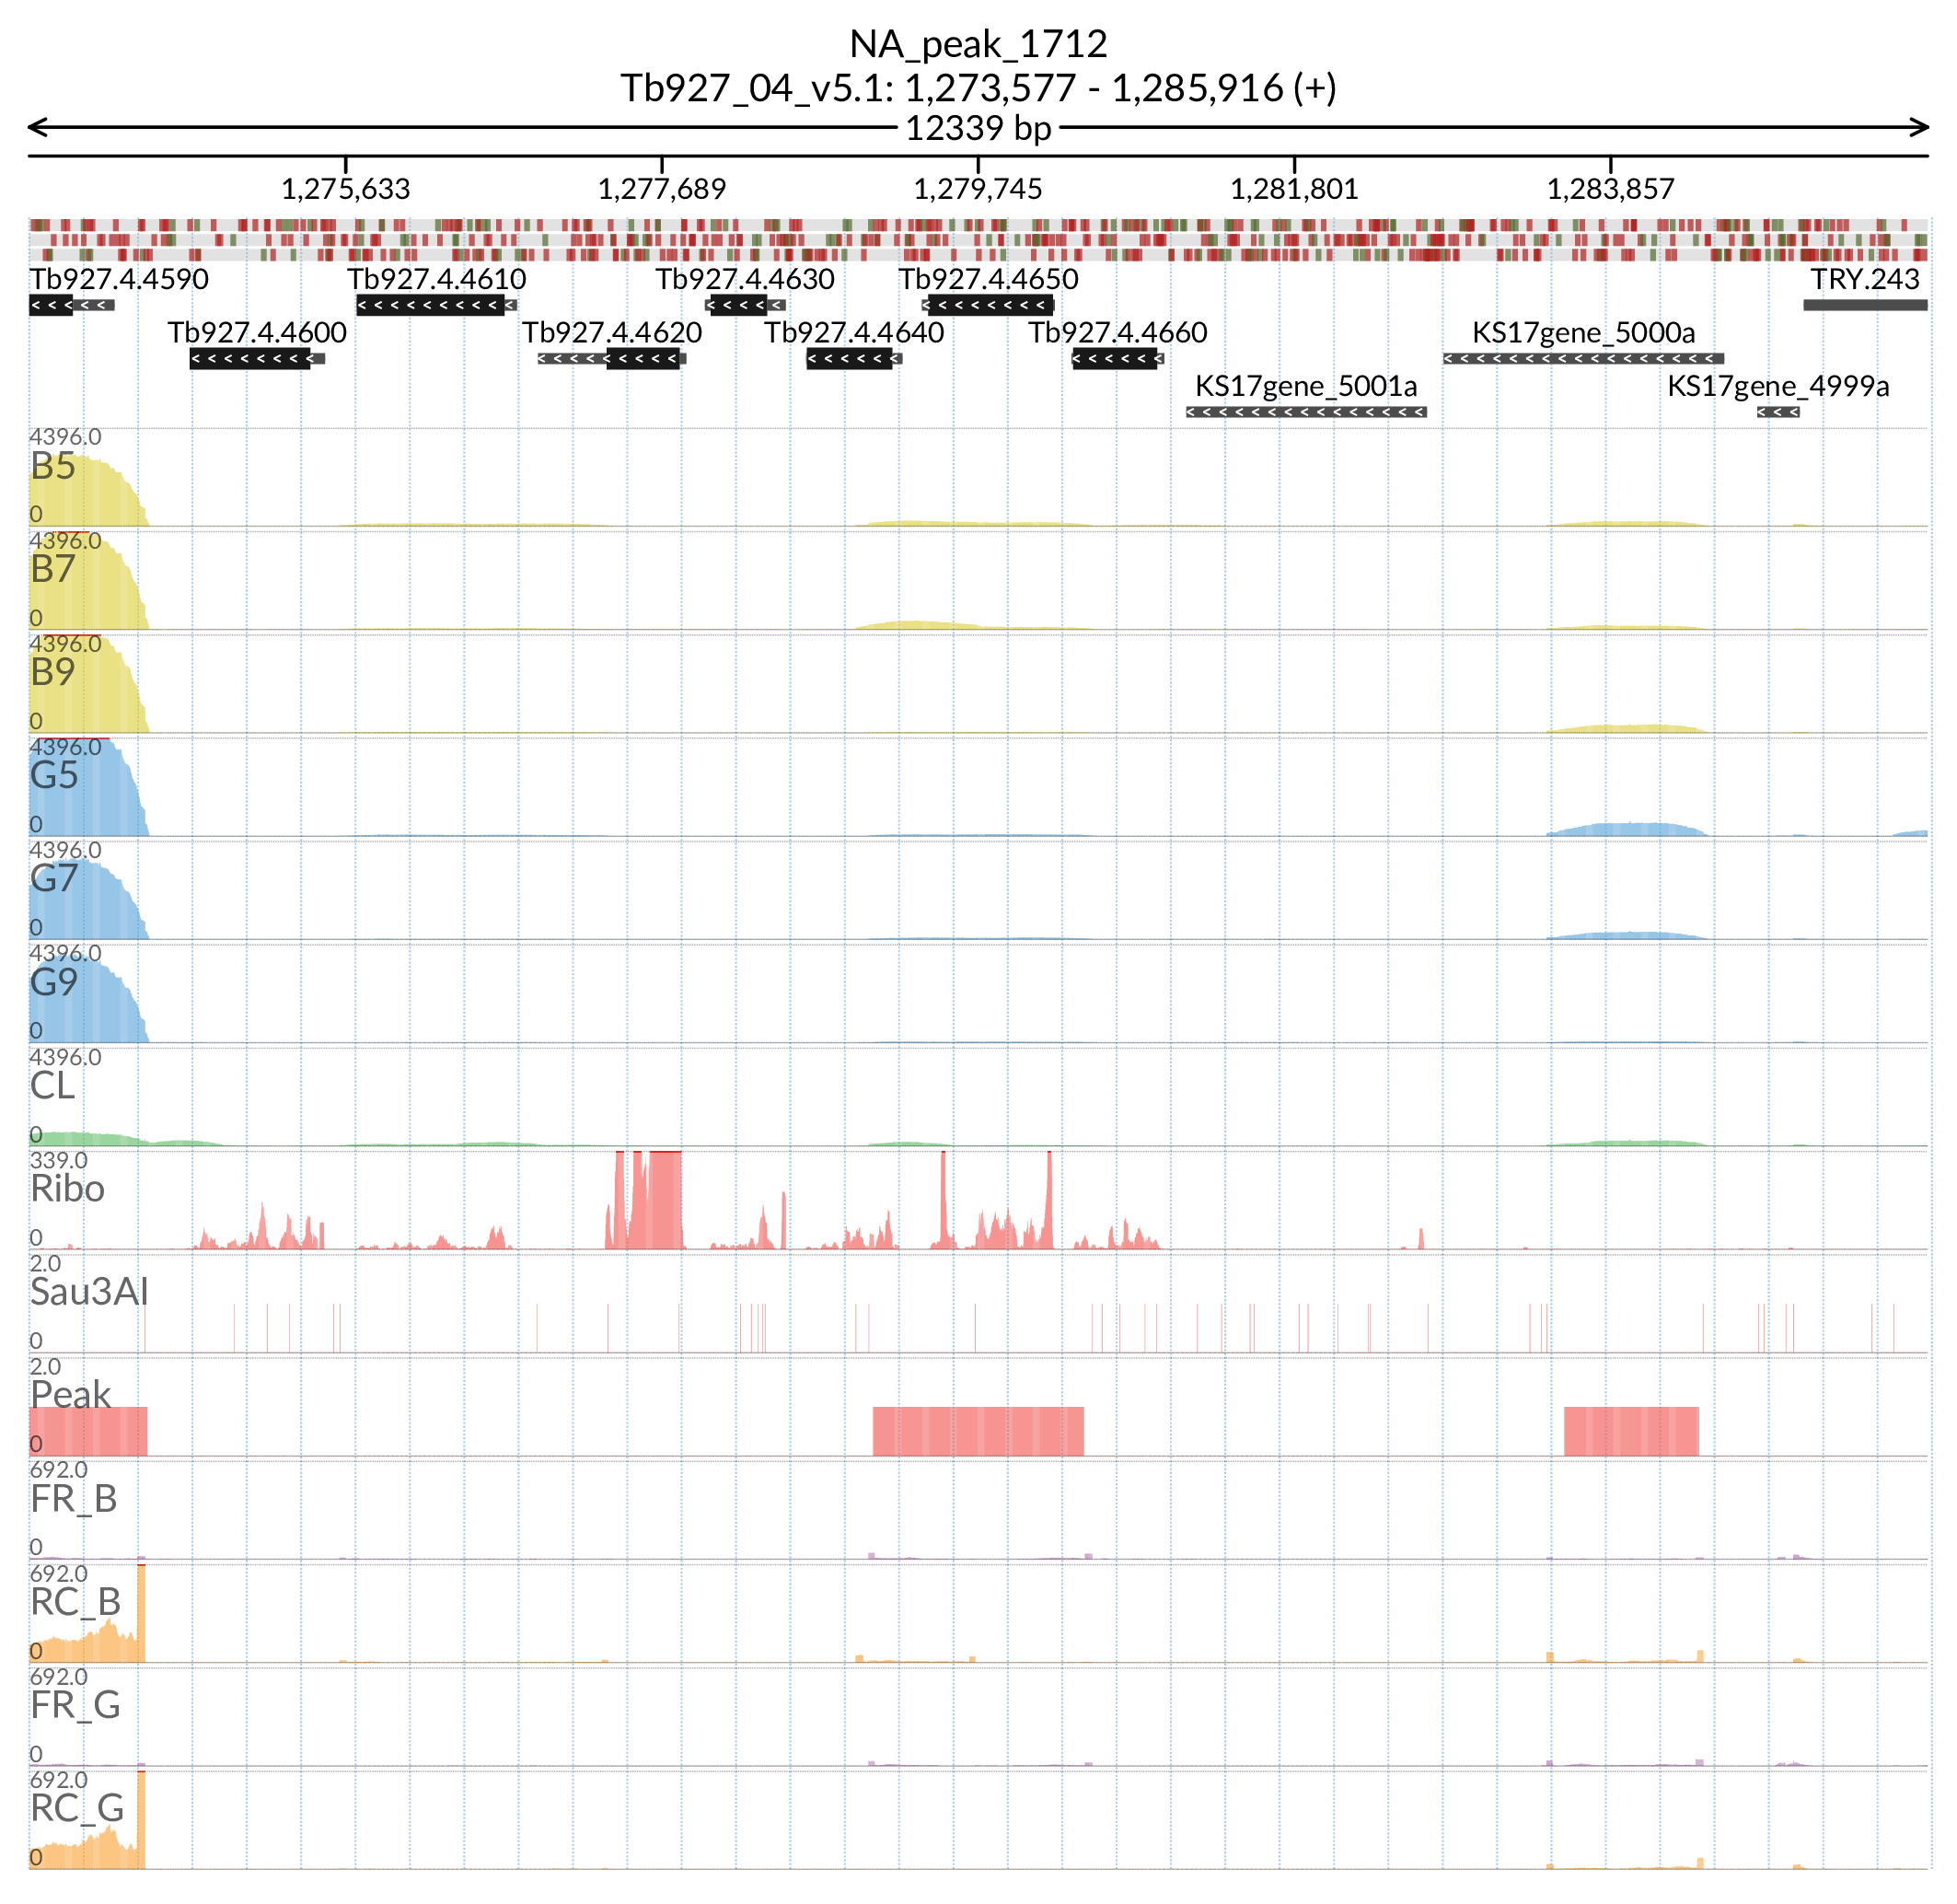 NA_peak_1712
Tb927_04_v5.1: 1,273,577 - 1,285,916 (+)
12339 bp
1,275,633 1,277,689 1,279,745 1,281,801 1,283,857
Tb927.4.4590 Tb927.4.4610 Tb927.4.4630 Tb927.4.4650 TRY.243
Tb927.4.4600 Tb927.4.4620 Tb927.4.4640 Tb927.4.4660 KS17gene_5000a
KS17gene_5001a KS17gene_4999a
4396.0
B5
0
4396.0
B7
0
4396.0
B9
0
4396.0
G5
0
4396.0
G7
0
4396.0
G9
0
4396.0
CL
0
339.0
Ribo
0
2.0
Sau3AI
0
2.0
Peak
0
692.0
FR_B
0
692.0
RC_B
0
692.0
FR_G
0
692.0
RC_G
0